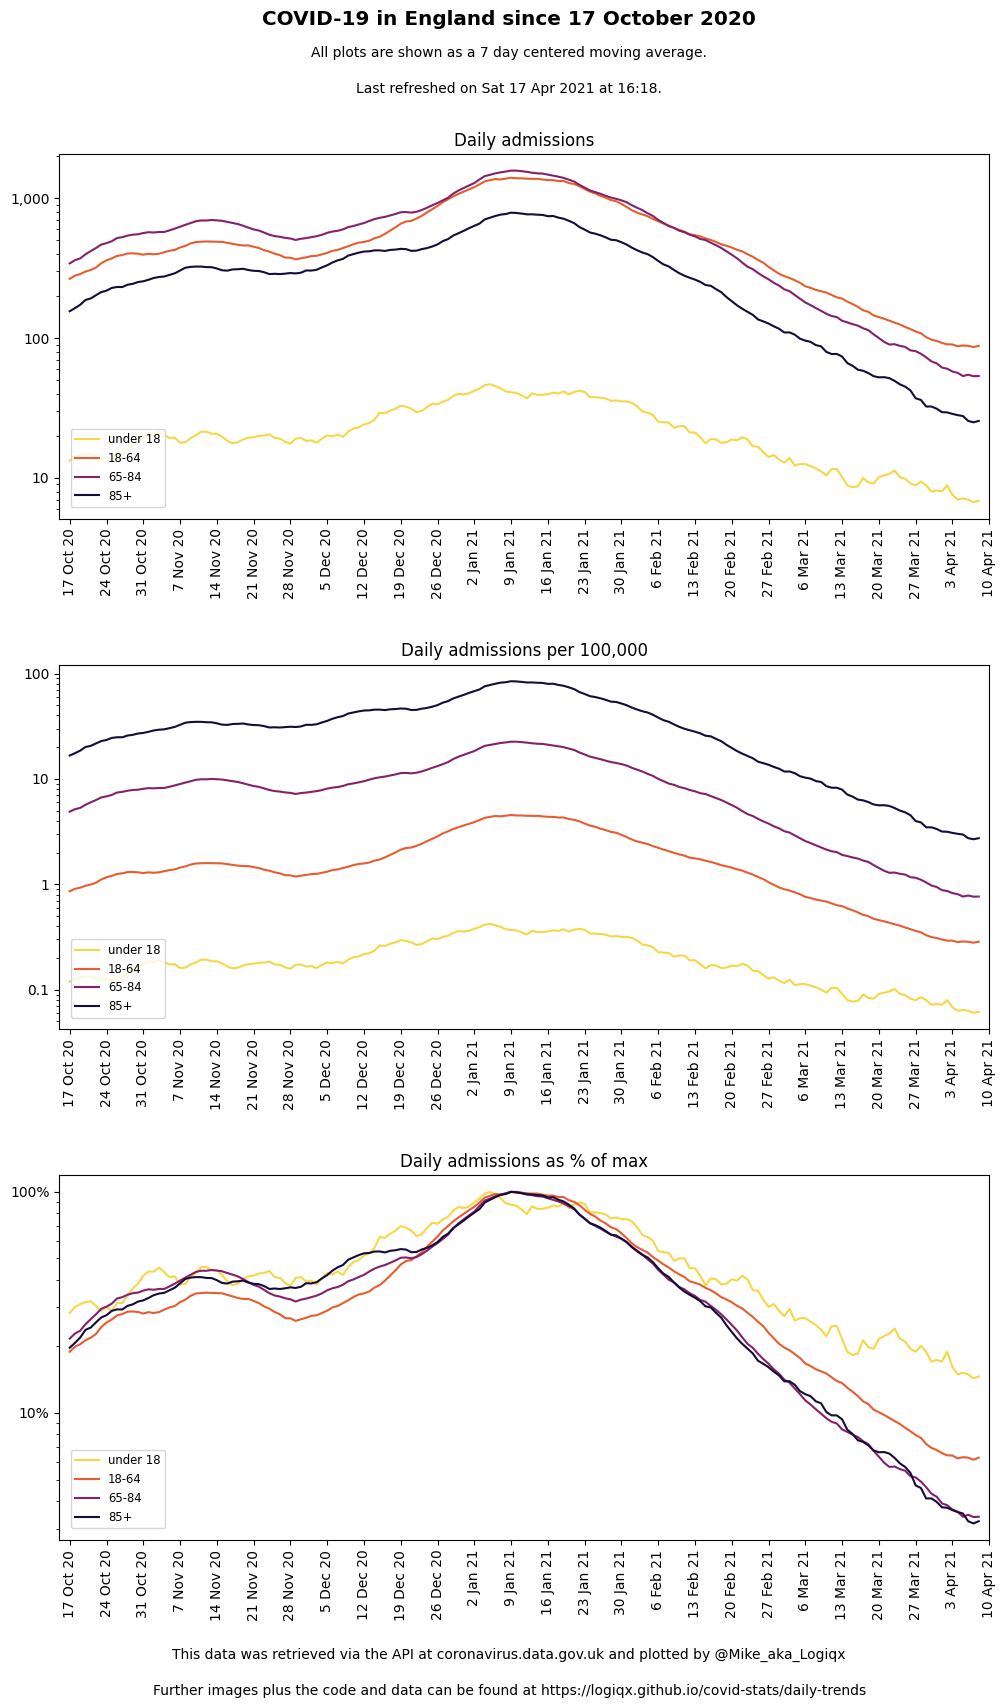 COVID-19 in England since 17 October 2020
All plots are shown as a 7 day centered moving average.
Last refreshed on Sat 17 Apr 2021 at 16:18.
Daily admissions
1,000
100
10
under 18
18-64
65-84
85+
17 Oct 20
24 Oct 20
31 Oct 20
7 Nov 20
14 Nov 20
21 Nov 20
28 Nov 20
5 Dec 20
12 Dec 20
19 Dec 20
26 Dec 20
2 Jan 21
9 Jan 21
16 Jan 21
23 Jan 21
30 Jan 21
6 Feb 21
13 Feb 21
20 Feb 21
27 Feb 21
6 Mar 21
13 Mar 21
20 Mar 21
27 Mar 21
3 Apr 21
10 Apr 21
Daily admissions per 100,000
100
10
1
0.1
under 18
18-64
65-84
85+
17 Oct 20
24 Oct 20
31 Oct 20
7 Nov 20
14 Nov 20
21 Nov 20
28 Nov 20
5 Dec 20
12 Dec 20
19 Dec 20
26 Dec 20
2 Jan 21
9 Jan 21
16 Jan 21
23 Jan 21
30 Jan 21
6 Feb 21
13 Feb 21
20 Feb 21
27 Feb 21
6 Mar 21
13 Mar 21
20 Mar 21
27 Mar 21
3 Apr 21
10 Apr 21
Daily admissions as % of max
100%
10%
under 18
18-64
65-84
85+
17 Oct 20
24 Oct 20
31 Oct 20
7 Nov 20
14 Nov 20
21 Nov 20
28 Nov 20
5 Dec 20
12 Dec 20
19 Dec 20
26 Dec 20
2 Jan 21
9 Jan 21
16 Jan 21
23 Jan 21
30 Jan 21
6 Feb 21
13 Feb 21
20 Feb 21
27 Feb 21
6 Mar 21
13 Mar 21
20 Mar 21
27 Mar 21
3 Apr 21
10 Apr 21
This data was retrieved via the API at coronavirus.data.gov.uk and plotted by @Mike_aka_Logiqx
Further images plus the code and data can be found at https://logiqx.github.io/covid-stats/daily-trends